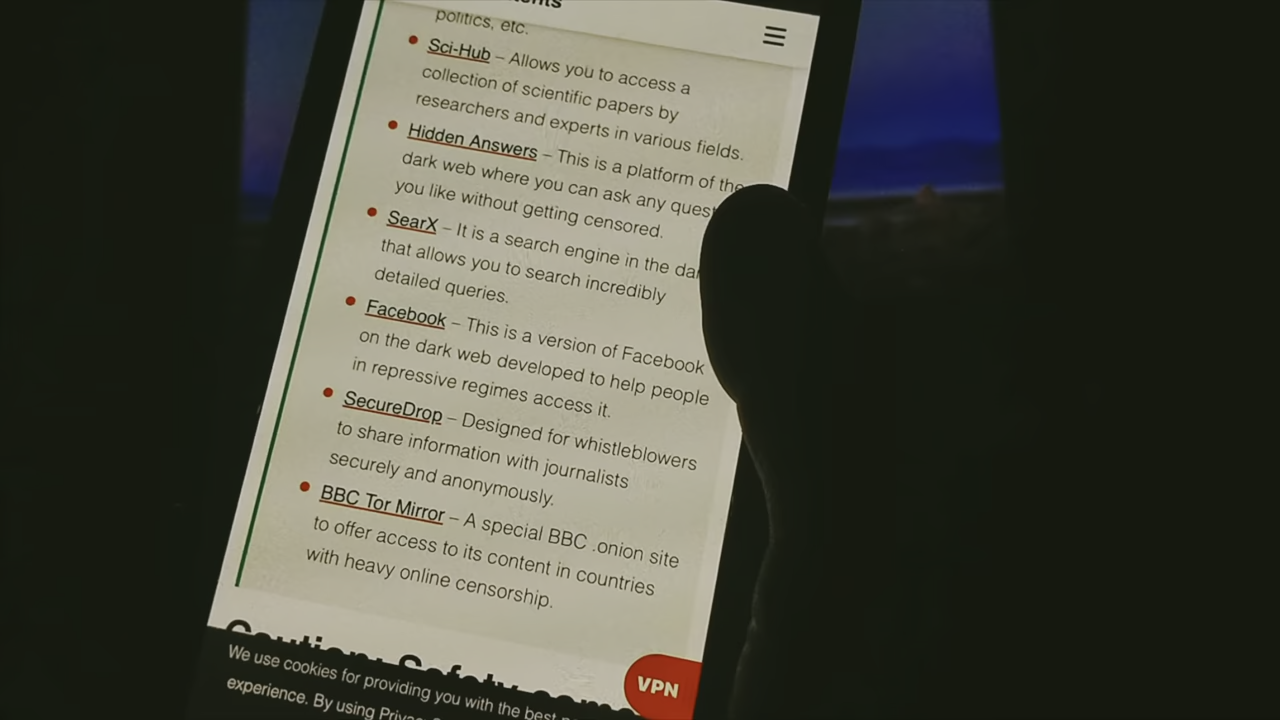 politics, etc.
Sci-Hub – Allows you to access a
collection of scientific papers by
researchers and experts in various fields.
Hidden Answers – This is a platform of the
dark web where you can ask any quest
you like without getting censored.
SearX – It is a search engine in the dar
that allows you to search incredibly
detailed queries.
Facebook – This is a version of Facebook
on the dark web developed to help people
in repressive regimes access it.
SecureDrop – Designed for whistleblowers
to share information with journalists
securely and anonymously.
BBC Tor Mirror – A special BBC .onion site
to offer access to its content in countries
with heavy online censorship.
VPN
We use cookies for providing you with the best
experience. By using